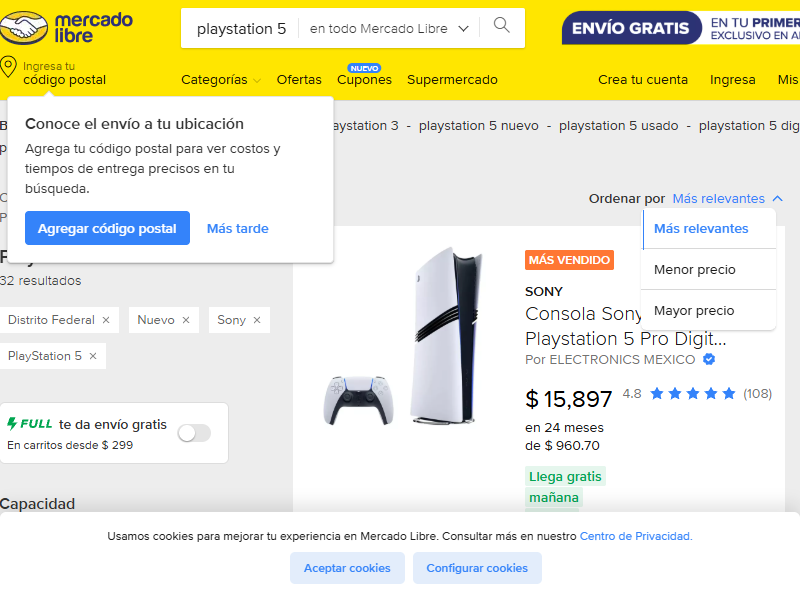 mercado
libre
playstation 5
en todo Mercado Libre
ENVÍO GRATIS
EN TU PRIMER
EXCLUSIVO EN A
Ingresa tu
código postal
Categorías
Ofertas
NUEVO
Cupones
Supermercado
Crea tu cuenta
Ingresa
Mis
Conoce el envío a tu ubicación
Agrega tu código postal para ver costos y
tiempos de entrega precisos en tu
búsqueda.
Agregar código postal
Más tarde
aystation 3 - playstation 5 nuevo - playstation 5 usado - playstation 5 dig
Ordenar por Más relevantes
Más relevantes
Menor precio
Mayor precio
32 resultados
Distrito Federal ×
Nuevo ×
Sony ×
PlayStation 5 ×
FULL te da envío gratis
En carritos desde $ 299
Capacidad
MÁS VENDIDO
SONY
Consola Sony
Playstation 5 Pro Digit...
Por ELECTRONICS MEXICO
$ 15,897
4.8
(108)
en 24 meses
de $ 960.70
Llega gratis
mañana
Usamos cookies para mejorar tu experiencia en Mercado Libre. Consultar más en nuestro Centro de Privacidad.
Aceptar cookies
Configurar cookies